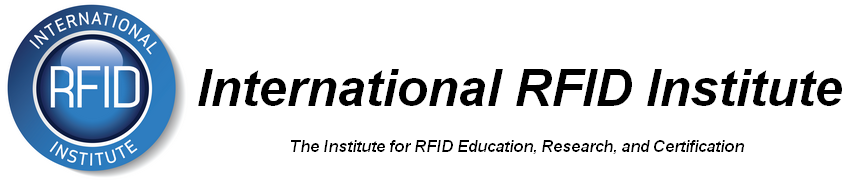 INTERNATIONAL
RFID
INSTITUTE
International RFID Institute
The Institute for RFID Education, Research, and Certification